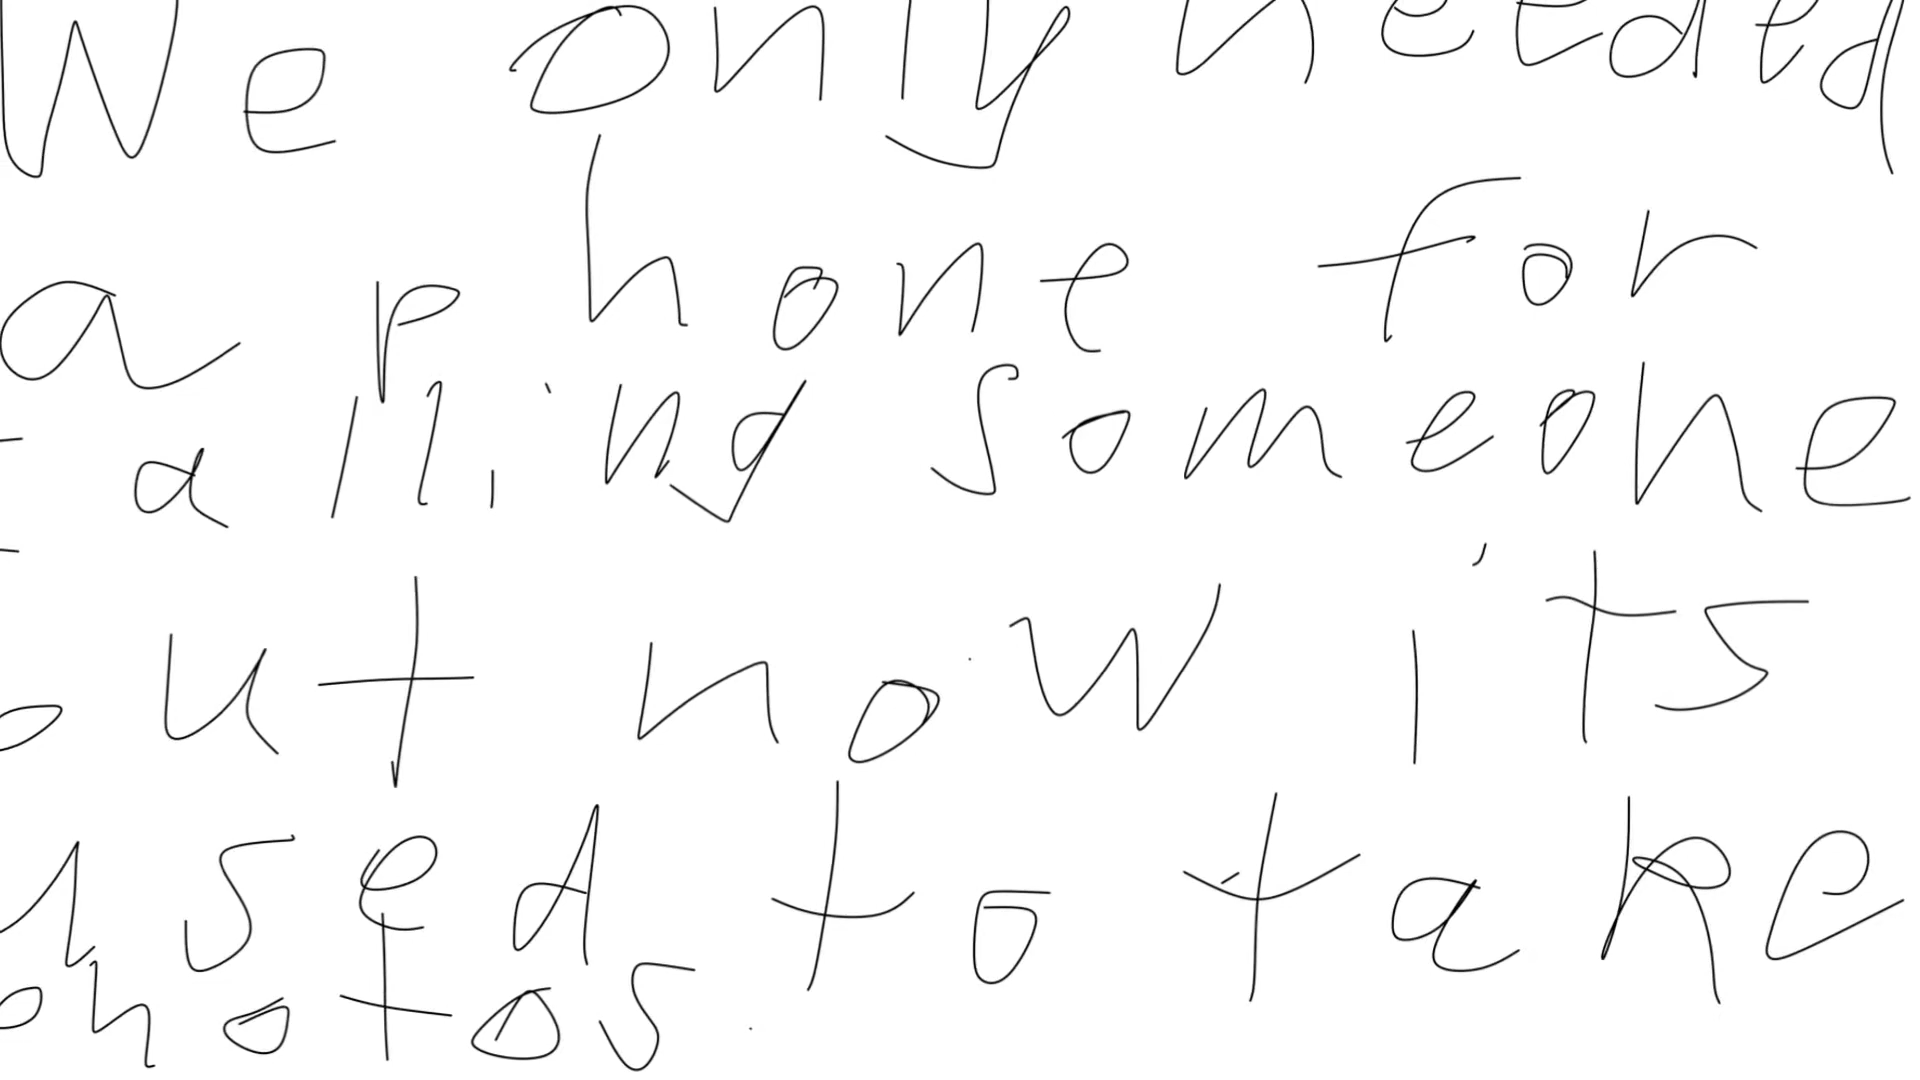 We only needed
a phone for
calling someone
but now its
used to take
photos.